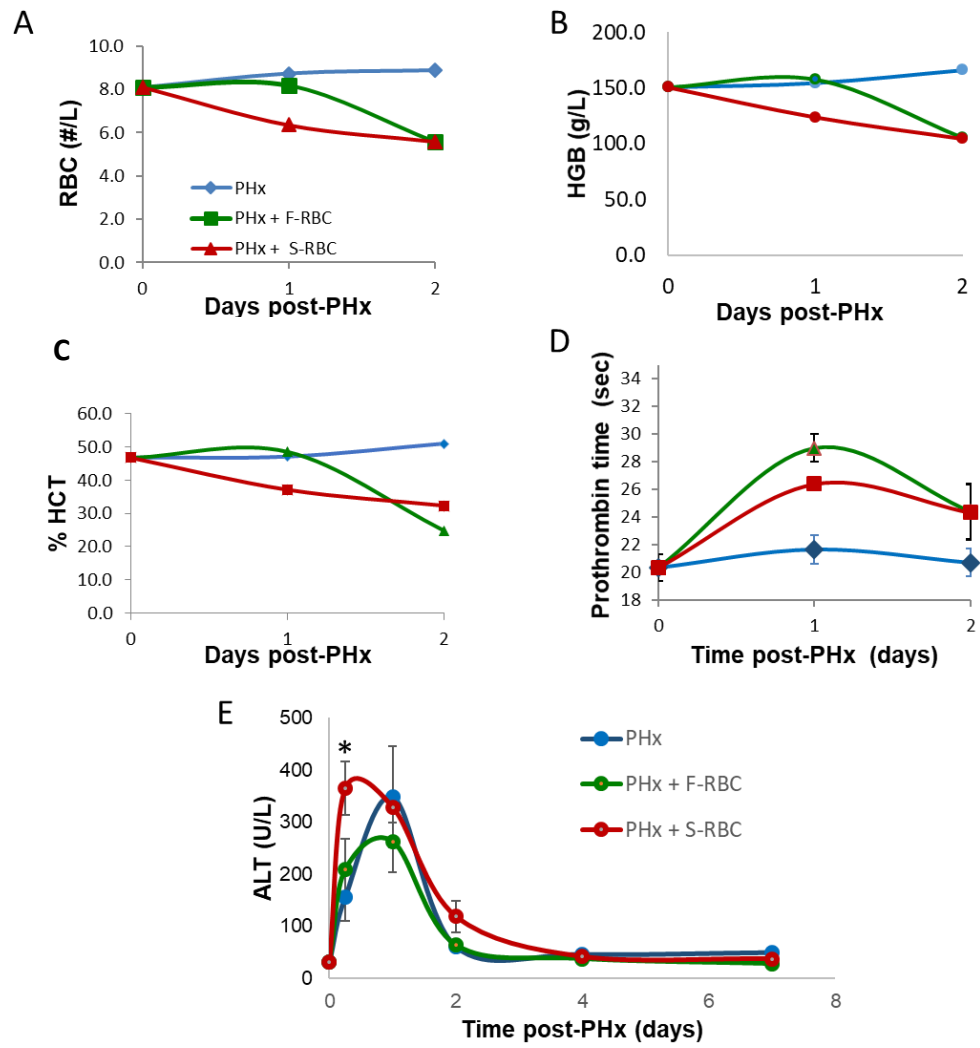 A
RBC (#/L)
10.0
8.0
6.0
4.0
2.0
0.0
PHx
PHx + F-RBC
PHx + S-RBC
0
1
2
Days post-PHx
B
HGB (g/L)
200.0
150.0
100.0
50.0
0.0
0
1
2
Days post-PHx
C
% HCT
60.0
50.0
40.0
30.0
20.0
10.0
0.0
0
1
2
Days post-PHx
D
Prothrombin time (sec)
34
32
30
28
26
24
22
20
18
0
1
2
Time post-PHx (days)
E
ALT (U/L)
500
400
300
200
100
0
*
PHx
PHx + F-RBC
PHx + S-RBC
0
2
4
6
8
Time post-PHx (days)